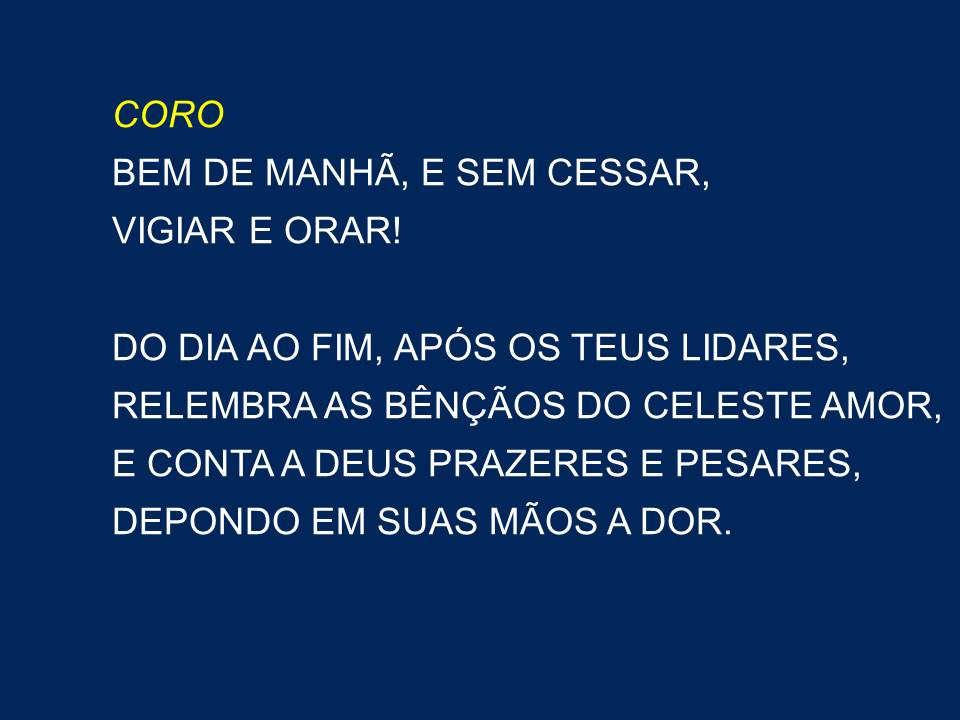 CORO
BEM DE MANHÃ, E SEM CESSAR,
VIGIAR E ORAR!
DO DIA AO FIM, APÓS OS TEUS LIDARES,
RELEMBRA AS BÊNÇÃOS DO CELESTE AMOR,
E CONTA A DEUS PRAZERES E PESARES,
DEPONDO EM SUAS MÃOS A DOR.